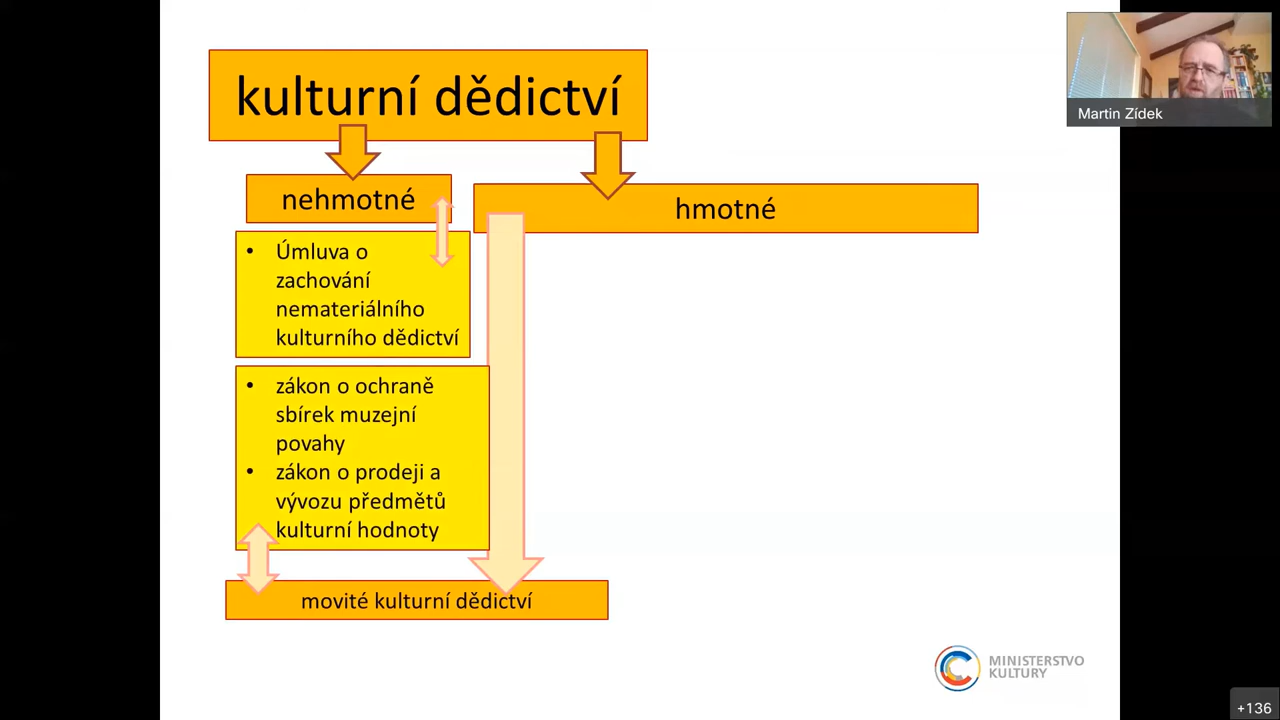 kulturní dědictví
nehmotné
hmotné
• Úmluva o
zachování
nemateriálního
kulturního dědictví
• zákon o ochraně
sbírek muzejní
povahy
• zákon o prodeji a
vývozu předmětů
kulturní hodnoty
movité kulturní dědictví
MINISTERSTVO
KULTURY
Martin Zídek
+136